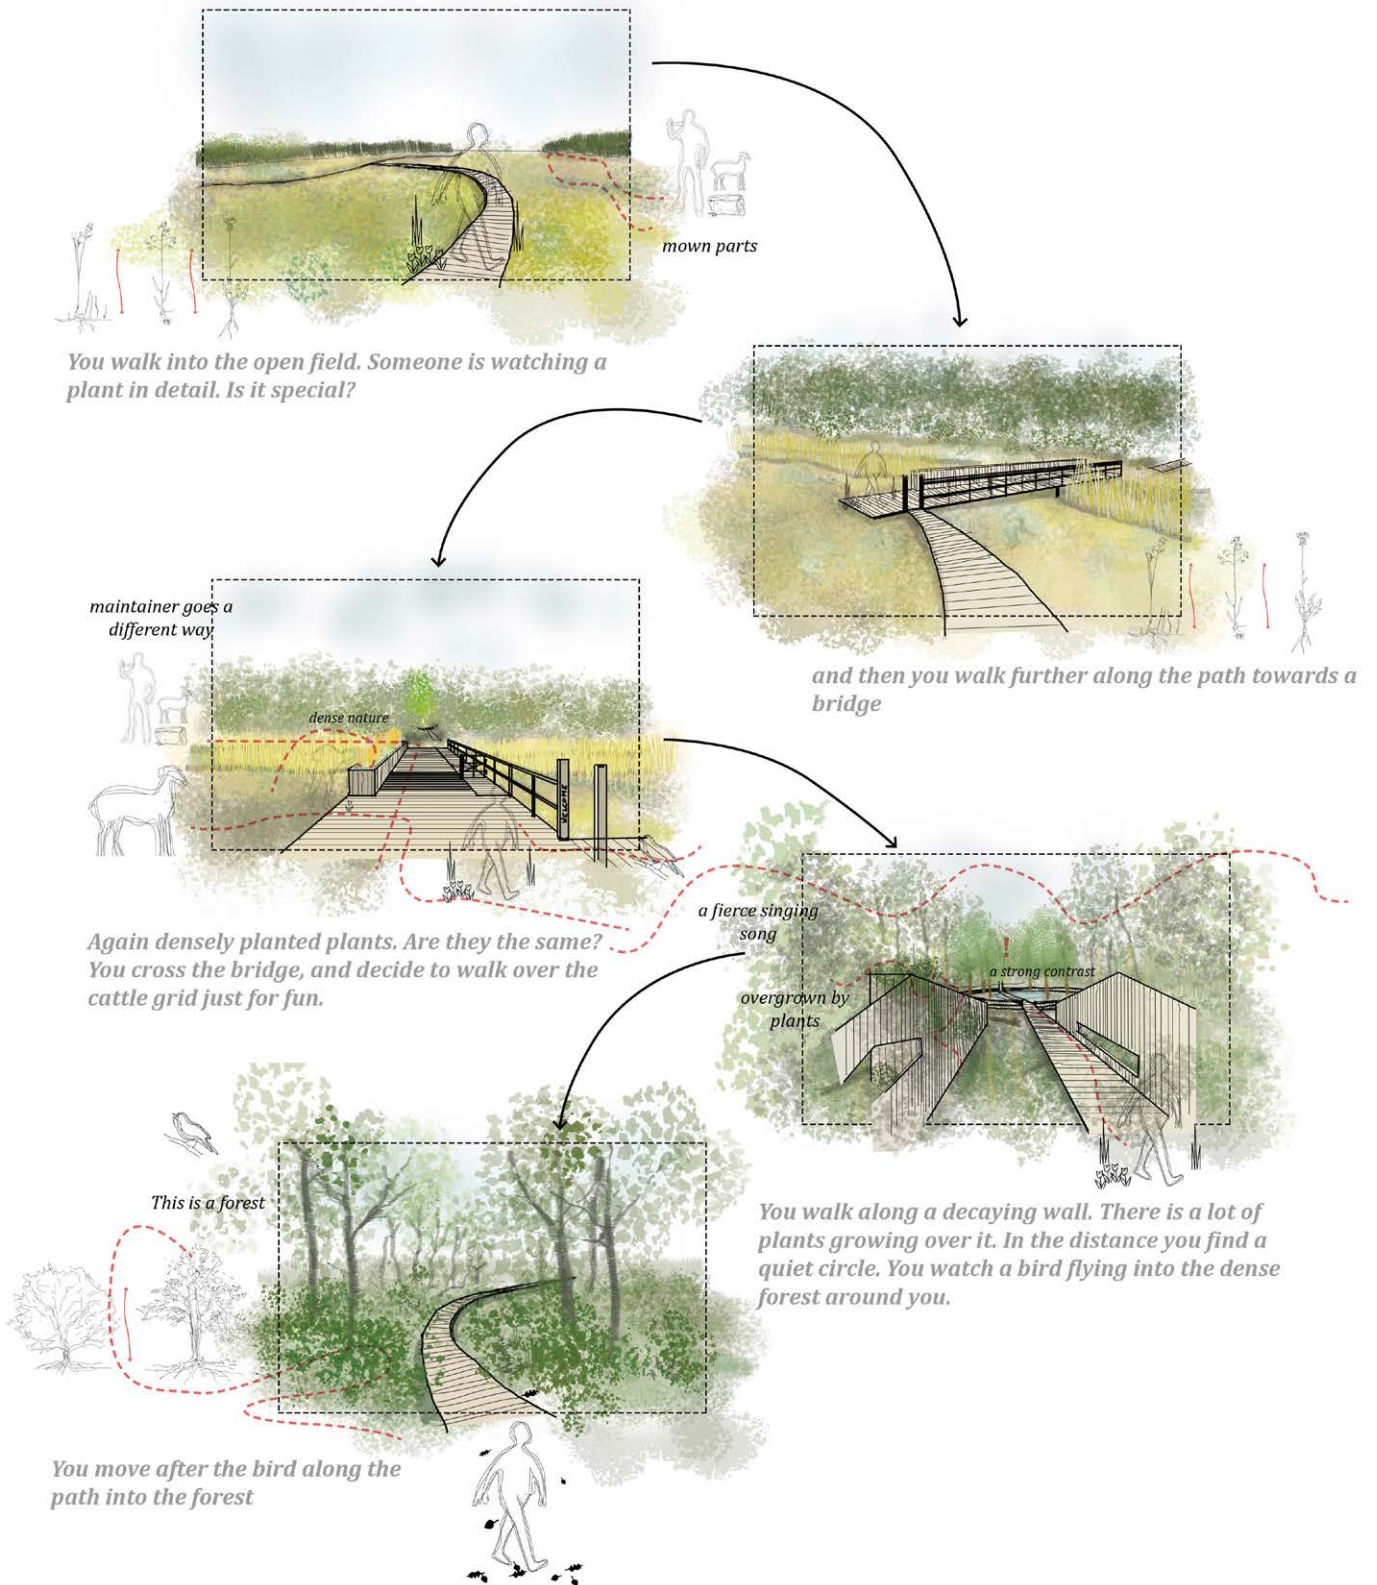 mown parts
You walk into the open field. Someone is watching a
plant in detail. Is it special?
and then you walk further along the path towards a
bridge
maintainer goes a
different way
dense nature
WELCOME
Again densely planted plants. Are they the same?
You cross the bridge, and decide to walk over the
cattle grid just for fun.
a fierce singing
song
!
a strong contrast
overgrown by
plants
You walk along a decaying wall. There is a lot of
plants growing over it. In the distance you find a
quiet circle. You watch a bird flying into the dense
forest around you.
This is a forest
You move after the bird along the
path into the forest